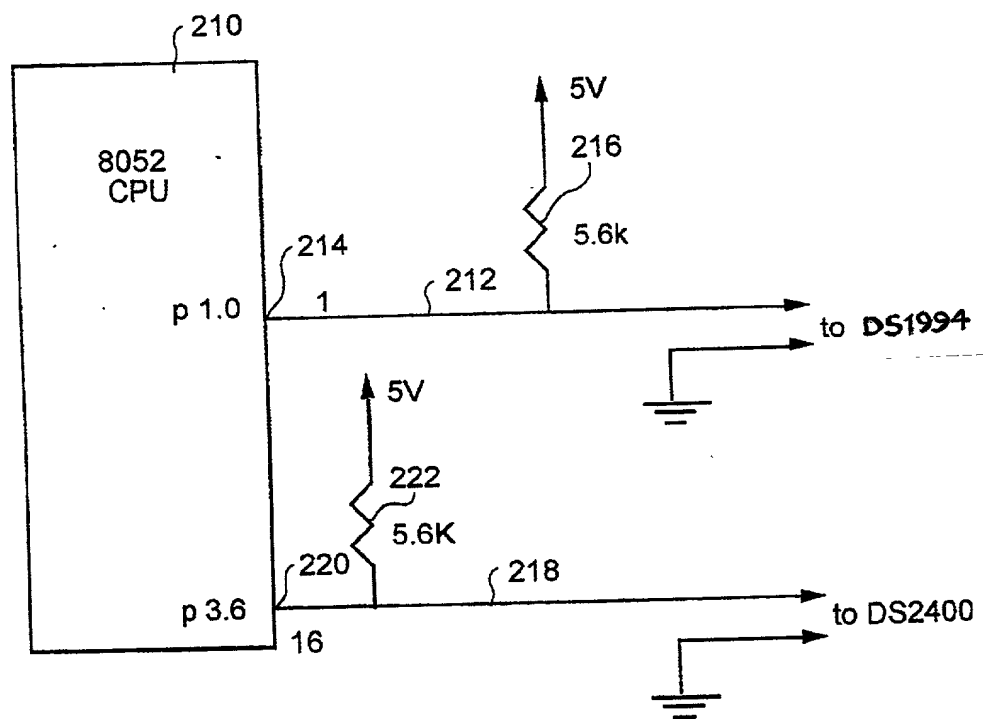 210
8052
CPU
5V
216
5.6k
214
p 1.0
1
212
to DS1994
5V
222
5.6K
220
218
p 3.6
16
to DS2400